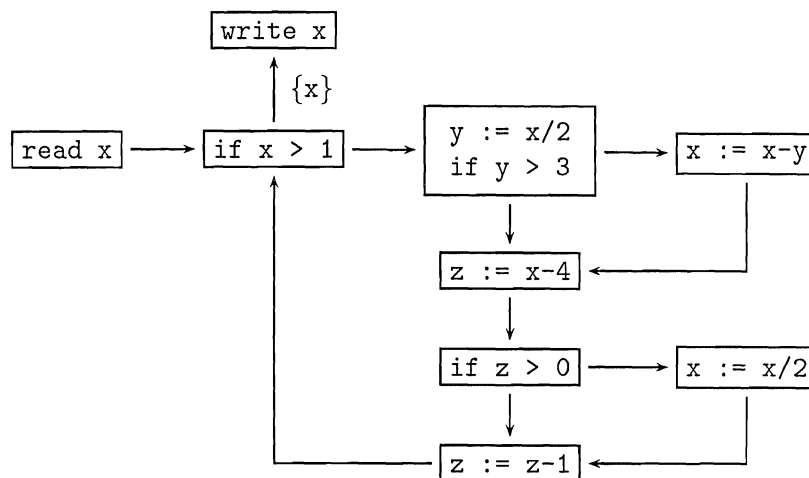 write x
{x}
read x
if x > 1
y := x/2
if y > 3
x := x-y
z := x-4
if z > 0
x := x/2
z := z-1